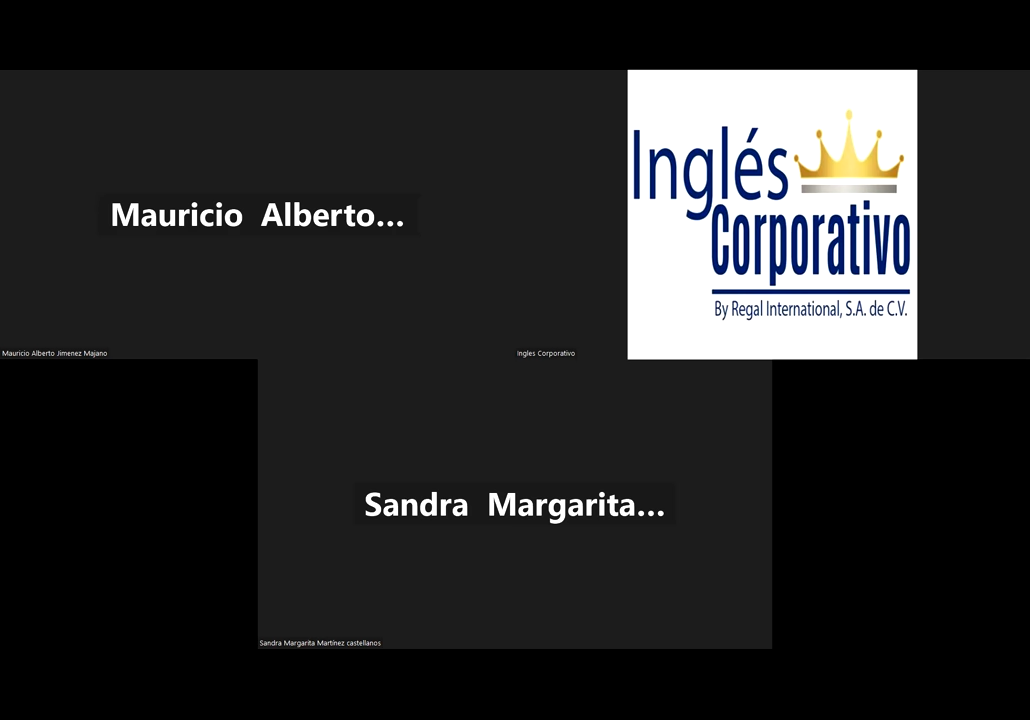 Mauricio Alberto...
Mauricio Alberto Jimenez Majano
Inglés
Corporativo
By Regal International, S.A. de C.V.
Ingles Corporativo
Sandra Margarita...
Sandra Margarita Martínez castellanos